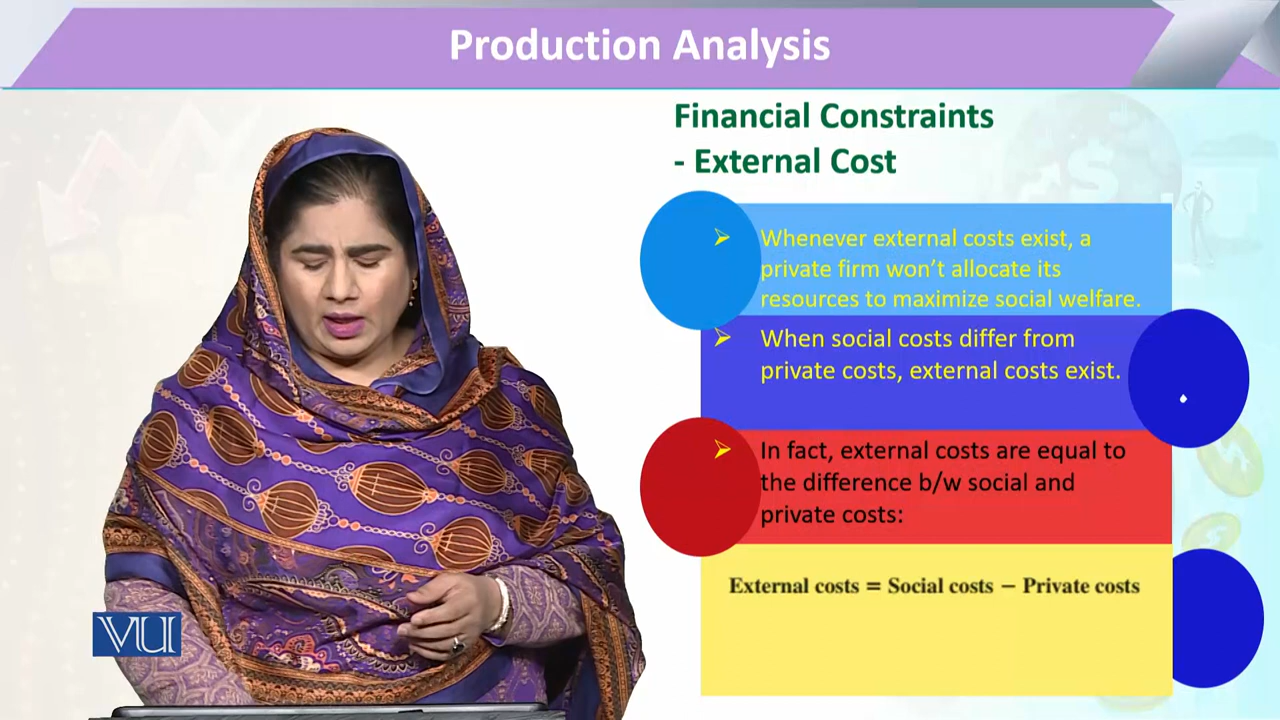 Production Analysis
Financial Constraints
- External Cost
➢ Whenever external costs exist, a
private firm won't allocate its
resources to maximize social welfare.
➢ When social costs differ from
private costs, external costs exist.
➢ In fact, external costs are equal to
the difference b/w social and
private costs:
External costs = Social costs − Private costs
VU